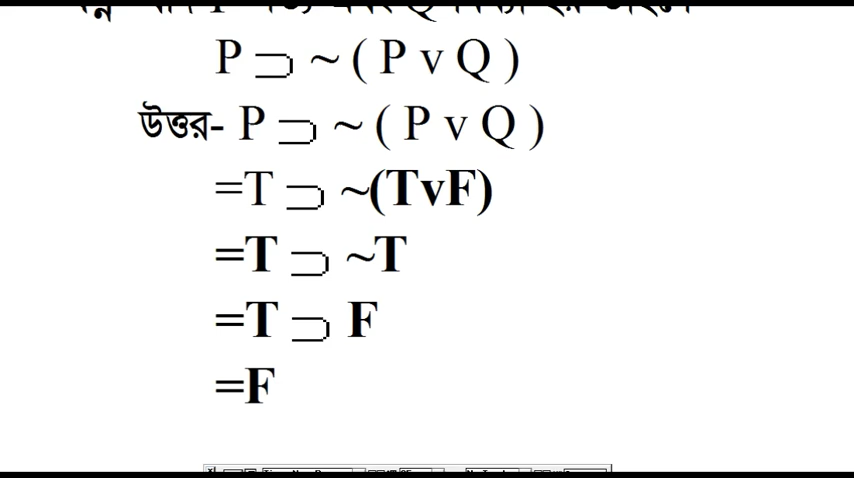 P ⊃ ~ ( P v Q )
উত্তর- P ⊃ ~ ( P v Q )
=T ⊃ ~(TvF)
=T ⊃ ~T
=T ⊃ F
=F